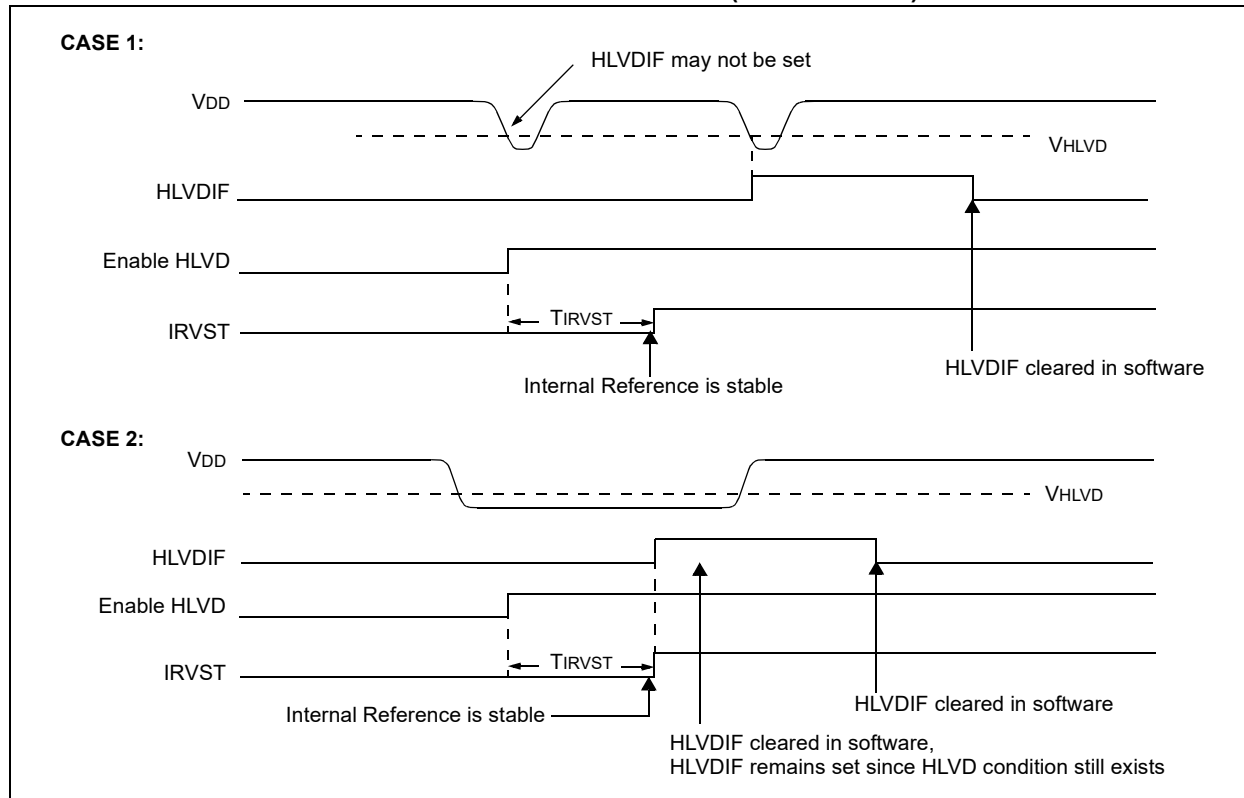 CASE 1:
HLVDIF may not be set
VDD
VHLVD
HLVDIF
Enable HLVD
TIRVST
IRVST
HLVDIF cleared in software
Internal Reference is stable
CASE 2:
VDD
VHLVD
HLVDIF
Enable HLVD
TIRVST
IRVST
HLVDIF cleared in software
Internal Reference is stable
HLVDIF cleared in software,
HLVDIF remains set since HLVD condition still exists